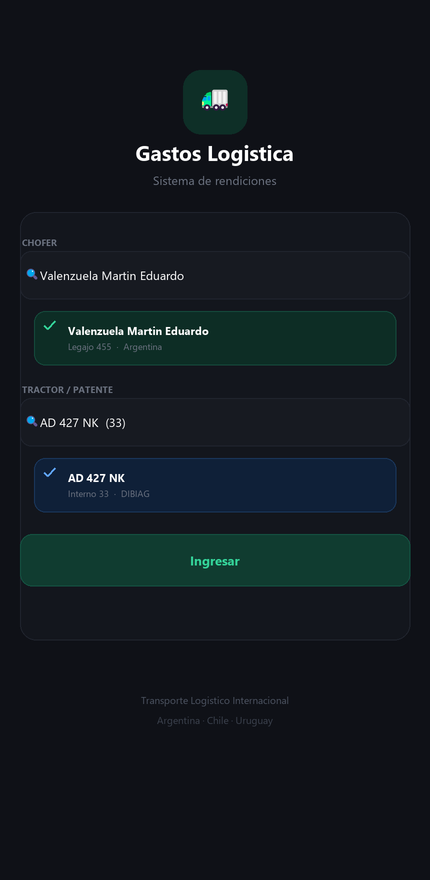 Gastos Logistica
Sistema de rendiciones
CHOFER
Valenzuela Martin Eduardo
Valenzuela Martin Eduardo
Legajo 455 · Argentina
TRACTOR / PATENTE
AD 427 NK (33)
AD 427 NK
Interno 33 · DIBIAG
Ingresar
Transporte Logistico Internacional
Argentina · Chile · Uruguay